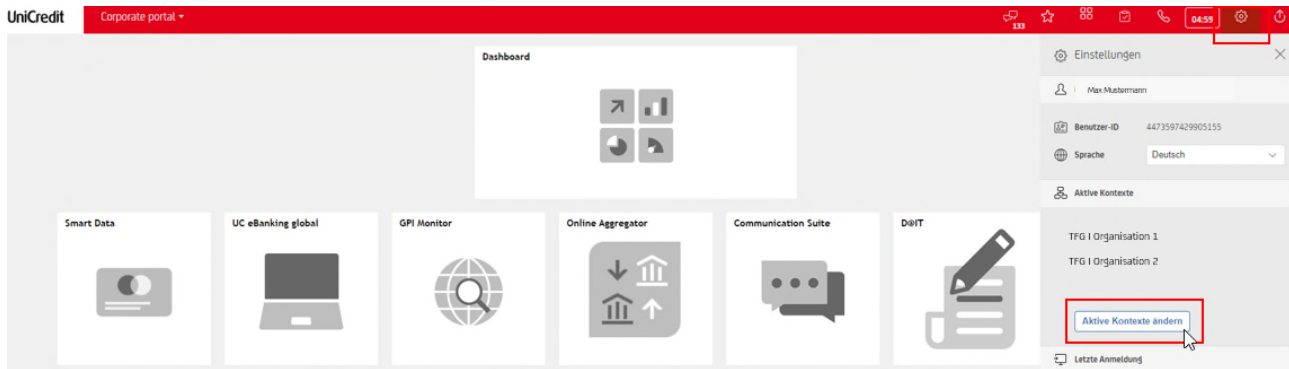 UniCredit
Corporate portal
133
04:59
Dashboard
Smart Data
UC eBanking global
GPI Monitor
Online Aggregator
Communication Suite
D@IT
Einstellungen
Max Mustermann
Benutzer-ID 4473597429905155
Sprache Deutsch
Aktive Kontexte
TFG I Organisation 1
TFG I Organisation 2
Aktive Kontexte ändern
Letzte Anmeldung